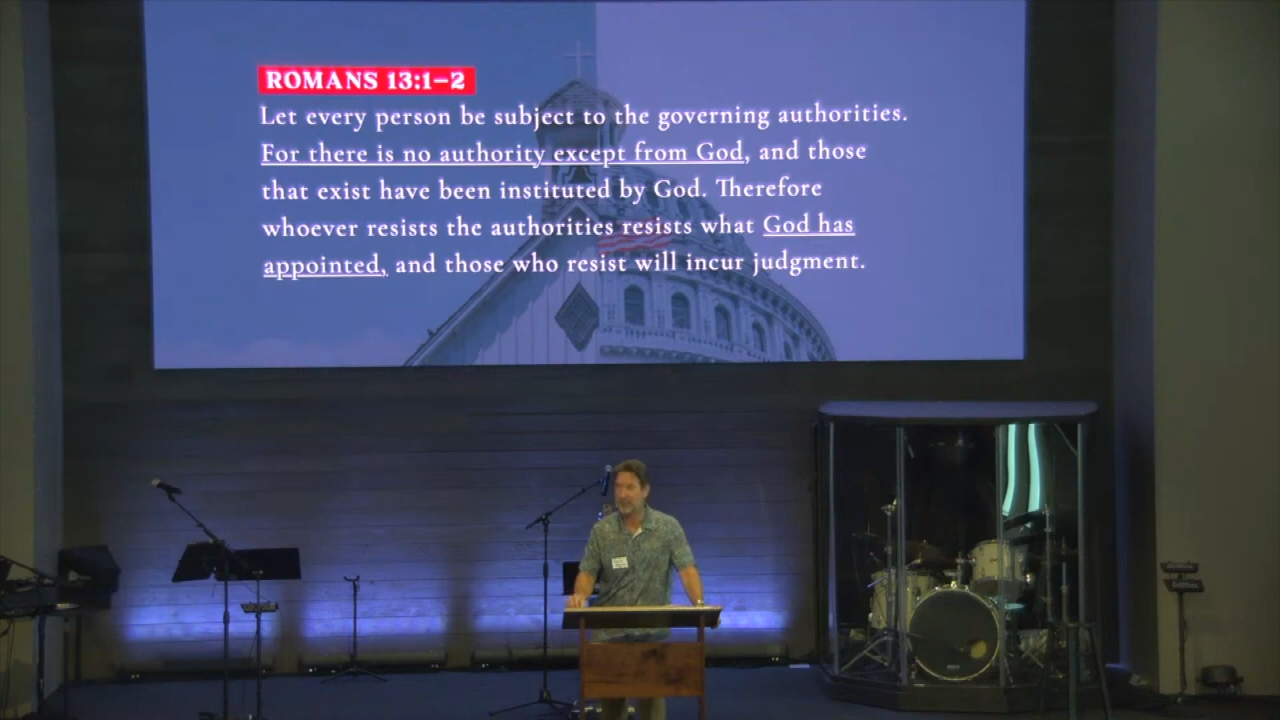 ROMANS 13:1–2
Let every person be subject to the governing authorities.
For there is no authority except from God, and those
that exist have been instituted by God. Therefore
whoever resists the authorities resists what God has
appointed, and those who resist will incur judgment.